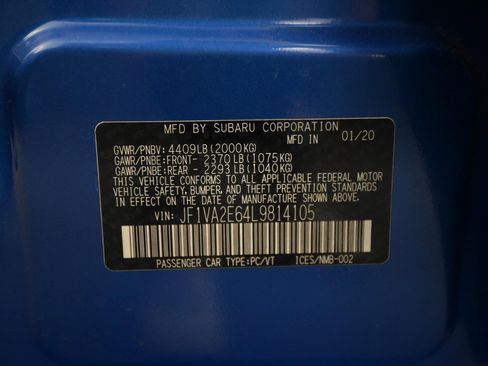 MFD BY SUBARU CORPORATION
MFD IN 01/20
GVWR/PNBV: 4409LB(2000KG)
GAWR/PNBE:FRONT- 2370LB(1075KG)
GAWR/PNBE:REAR - 2293LB(1040KG)
THIS VEHICLE CONFORMS TO ALL APPLICABLE FEDERAL MOTOR
VEHICLE SAFETY, BUMPER, AND THEFT PREVENTION STANDARDS
IN EFFECT ON THE DATE OF MANUFACTURE SHOWN ABOVE.
VIN: JF1VA2E64L9814105
PASSENGER CAR TYPE:PC/VT ICES/NMB-002